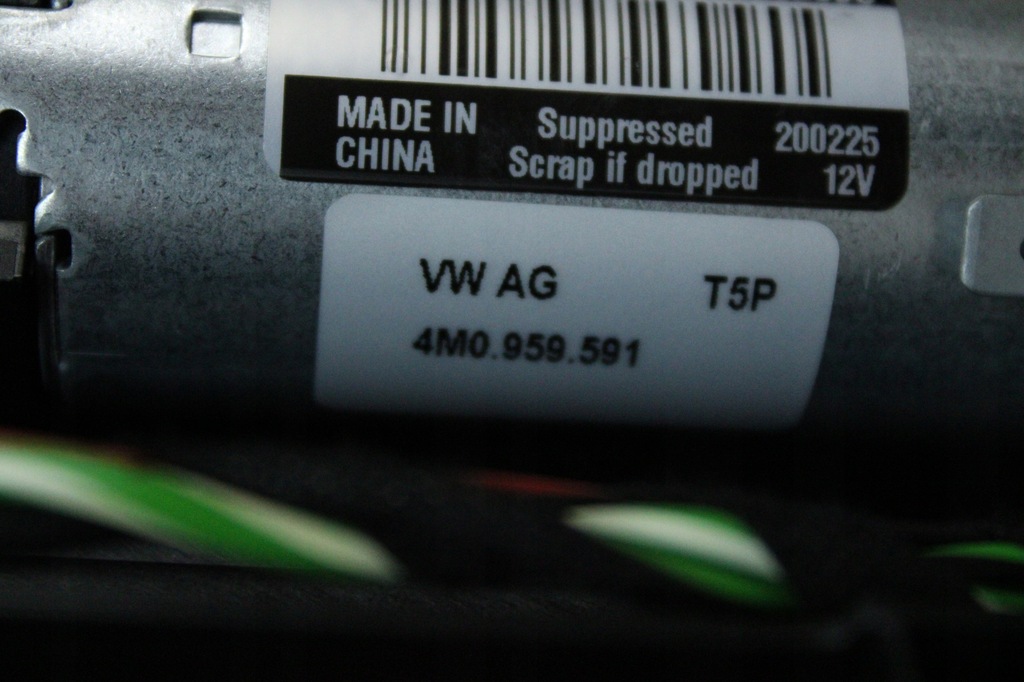 MADE IN CHINA
Suppressed
Scrap if dropped
200225
12V
VW AG T5P
4M0.959.591